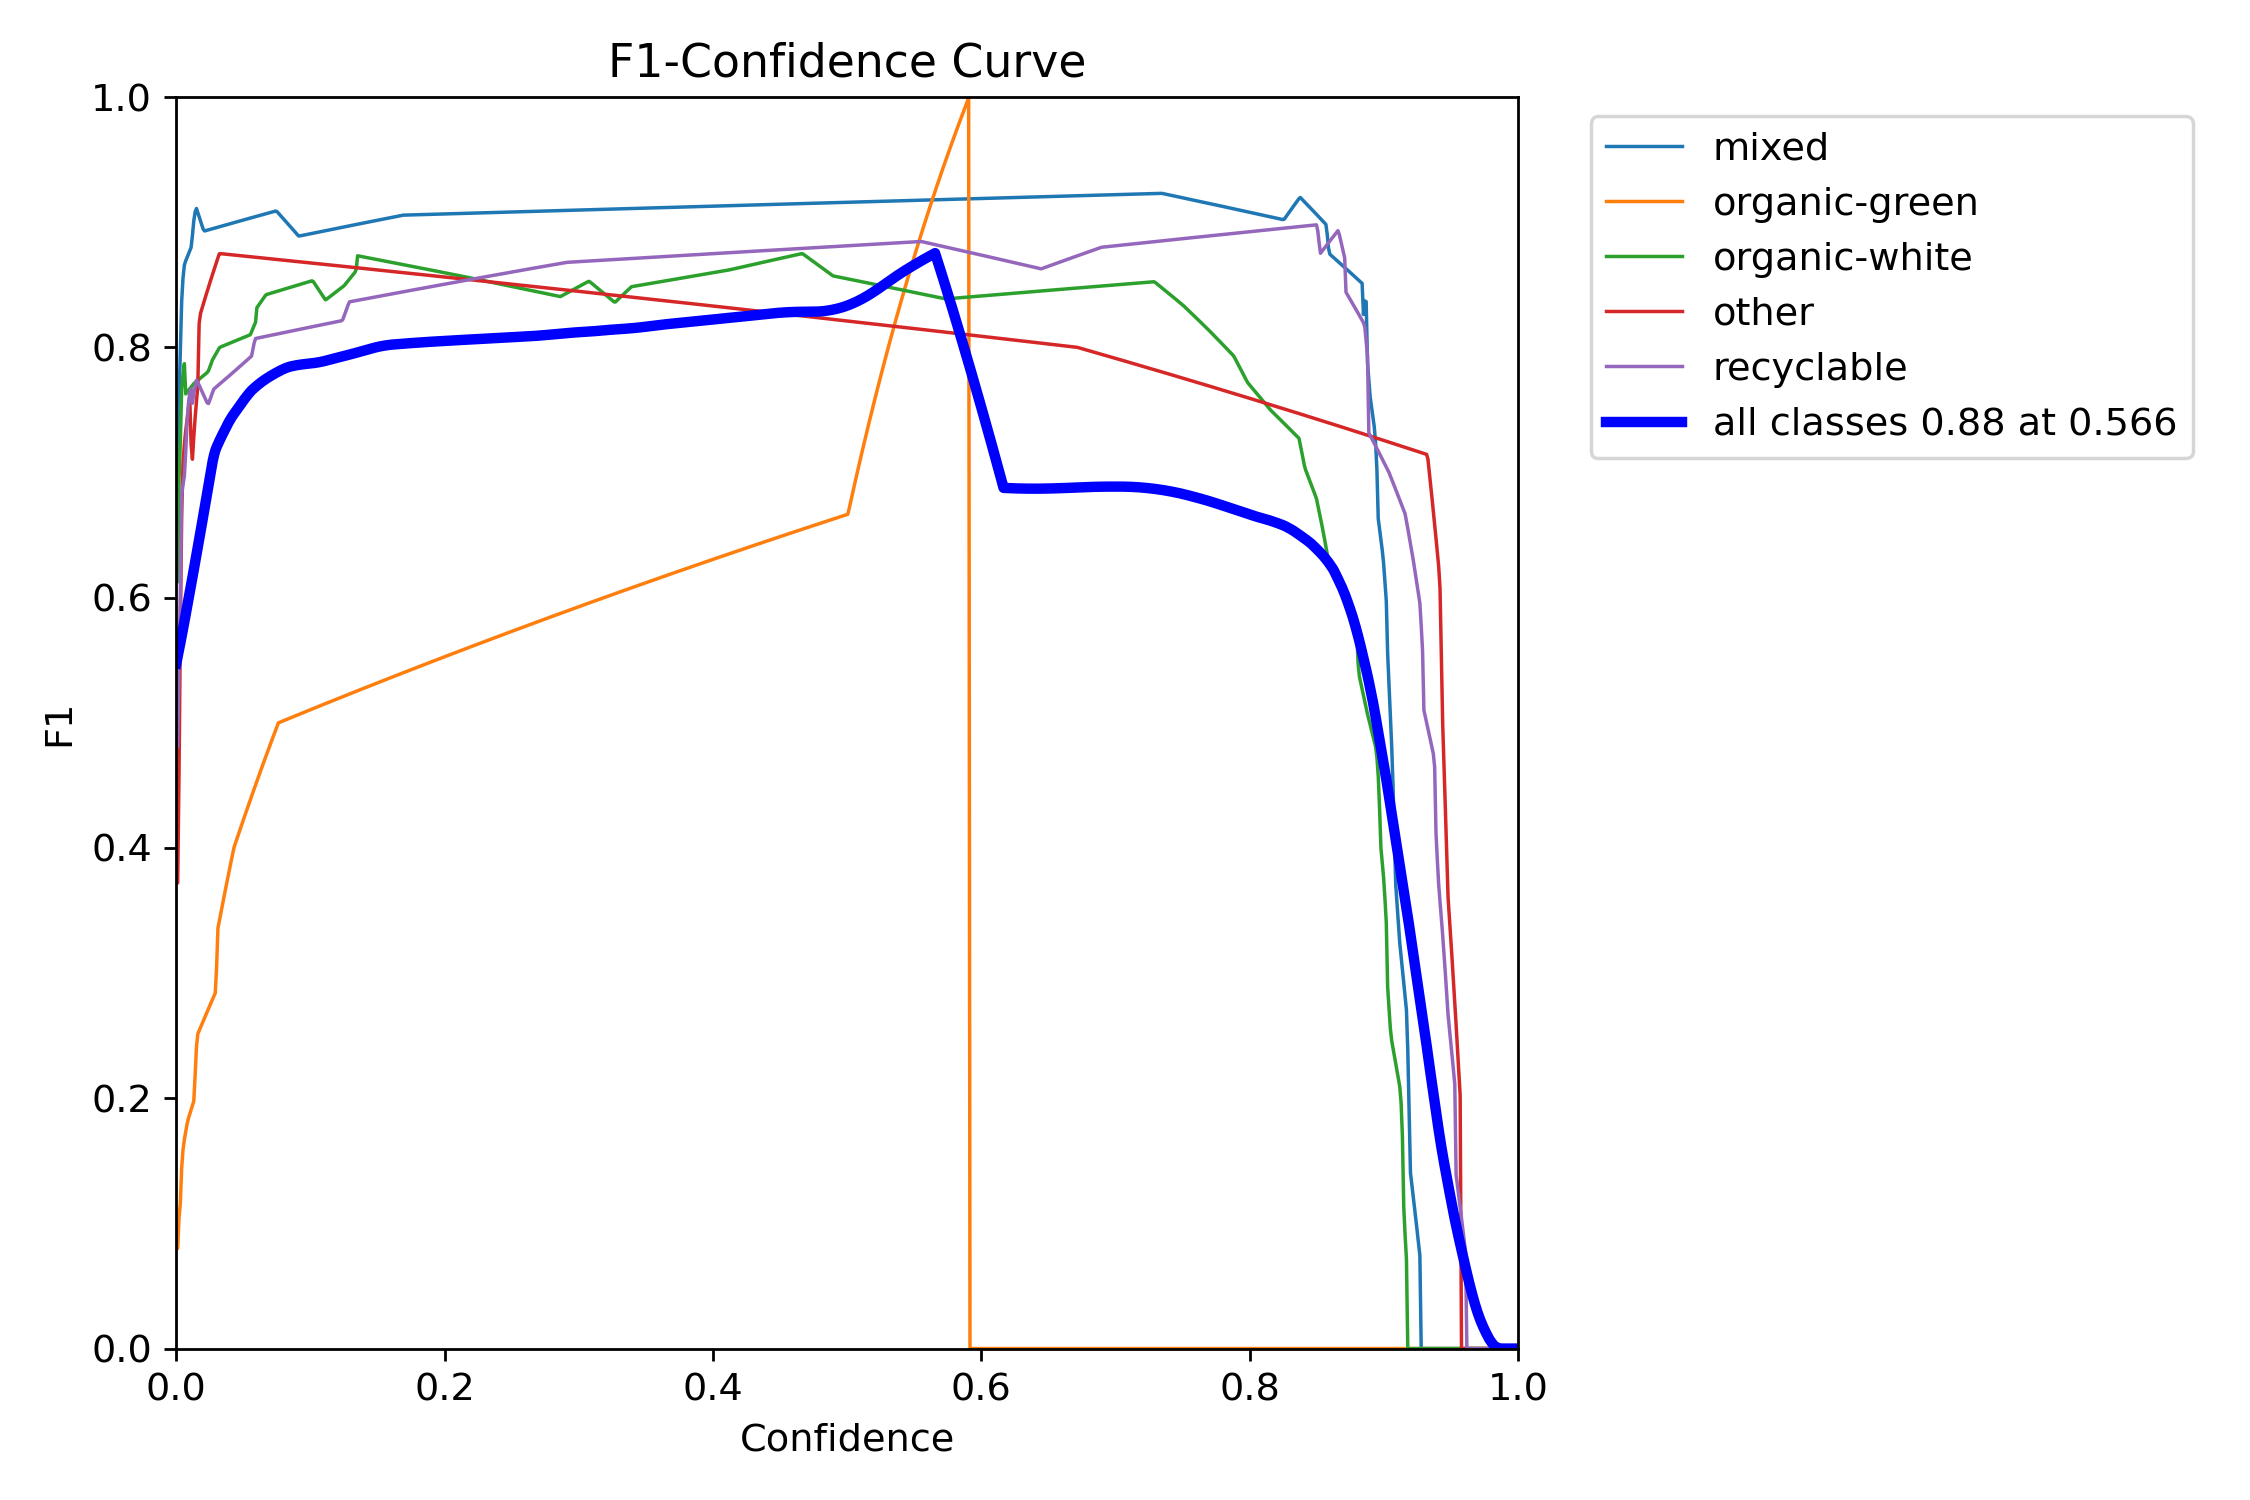 F1-Confidence Curve
1.0
0.8
0.6
0.4
0.2
0.0
F1
0.0 0.2 0.4 0.6 0.8 1.0
Confidence
mixed
organic-green
organic-white
other
recyclable
all classes 0.88 at 0.566